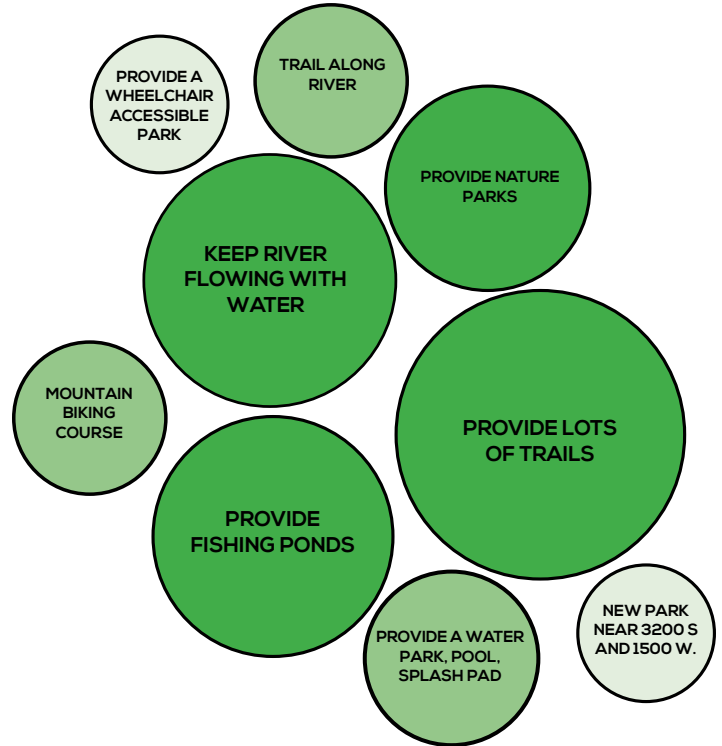 PROVIDE A
WHEELCHAIR
ACCESSIBLE
PARK
TRAIL ALONG
RIVER
PROVIDE NATURE
PARKS
KEEP RIVER
FLOWING WITH
WATER
MOUNTAIN
BIKING
COURSE
PROVIDE LOTS
OF TRAILS
PROVIDE
FISHING PONDS
PROVIDE A WATER
PARK, POOL,
SPLASH PAD
NEW PARK
NEAR 3200 S
AND 1500 W.